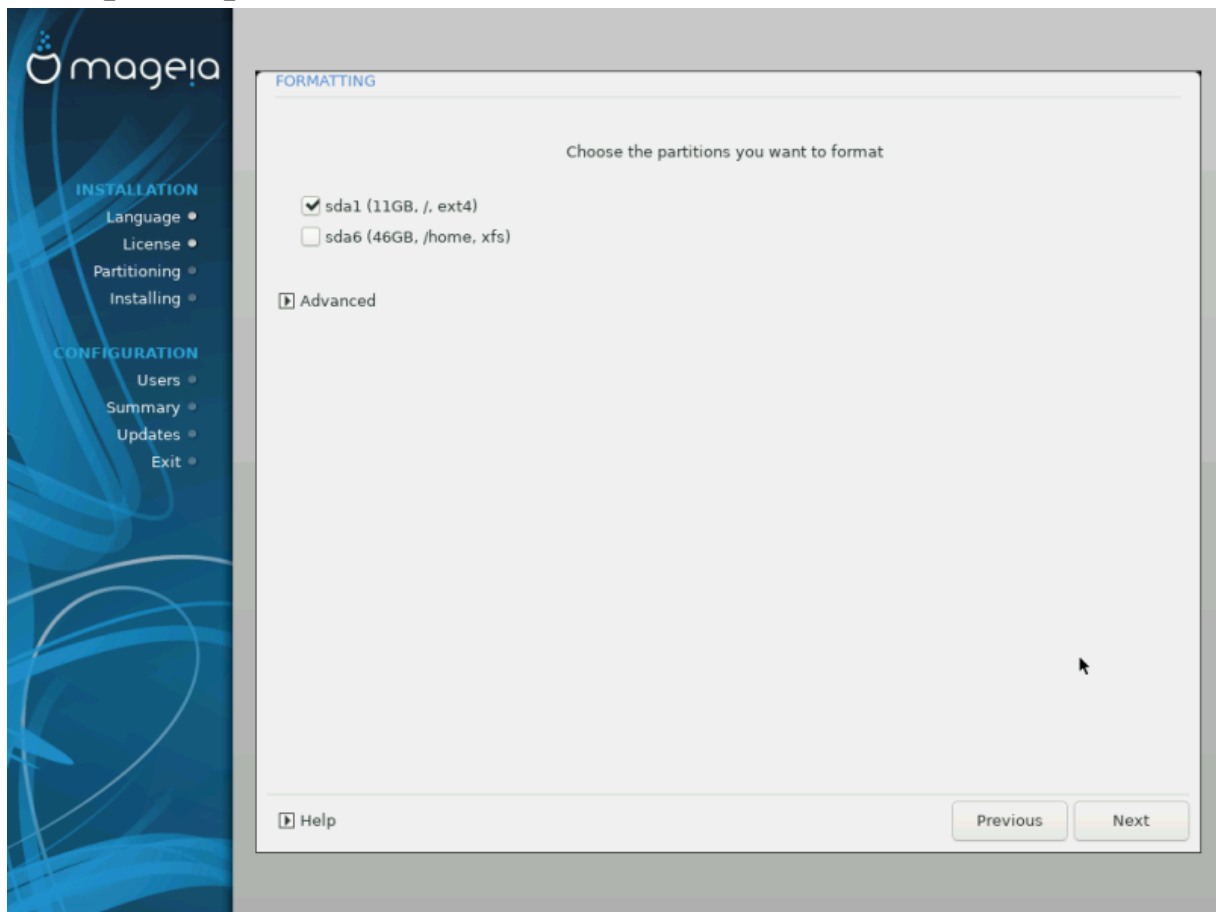 mageia
INSTALLATION
Language
License
Partitioning
Installing
CONFIGURATION
Users
Summary
Updates
Exit
FORMATTING
Choose the partitions you want to format
sda1 (11GB, /, ext4)
sda6 (46GB, /home, xfs)
Advanced
Help
Previous
Next